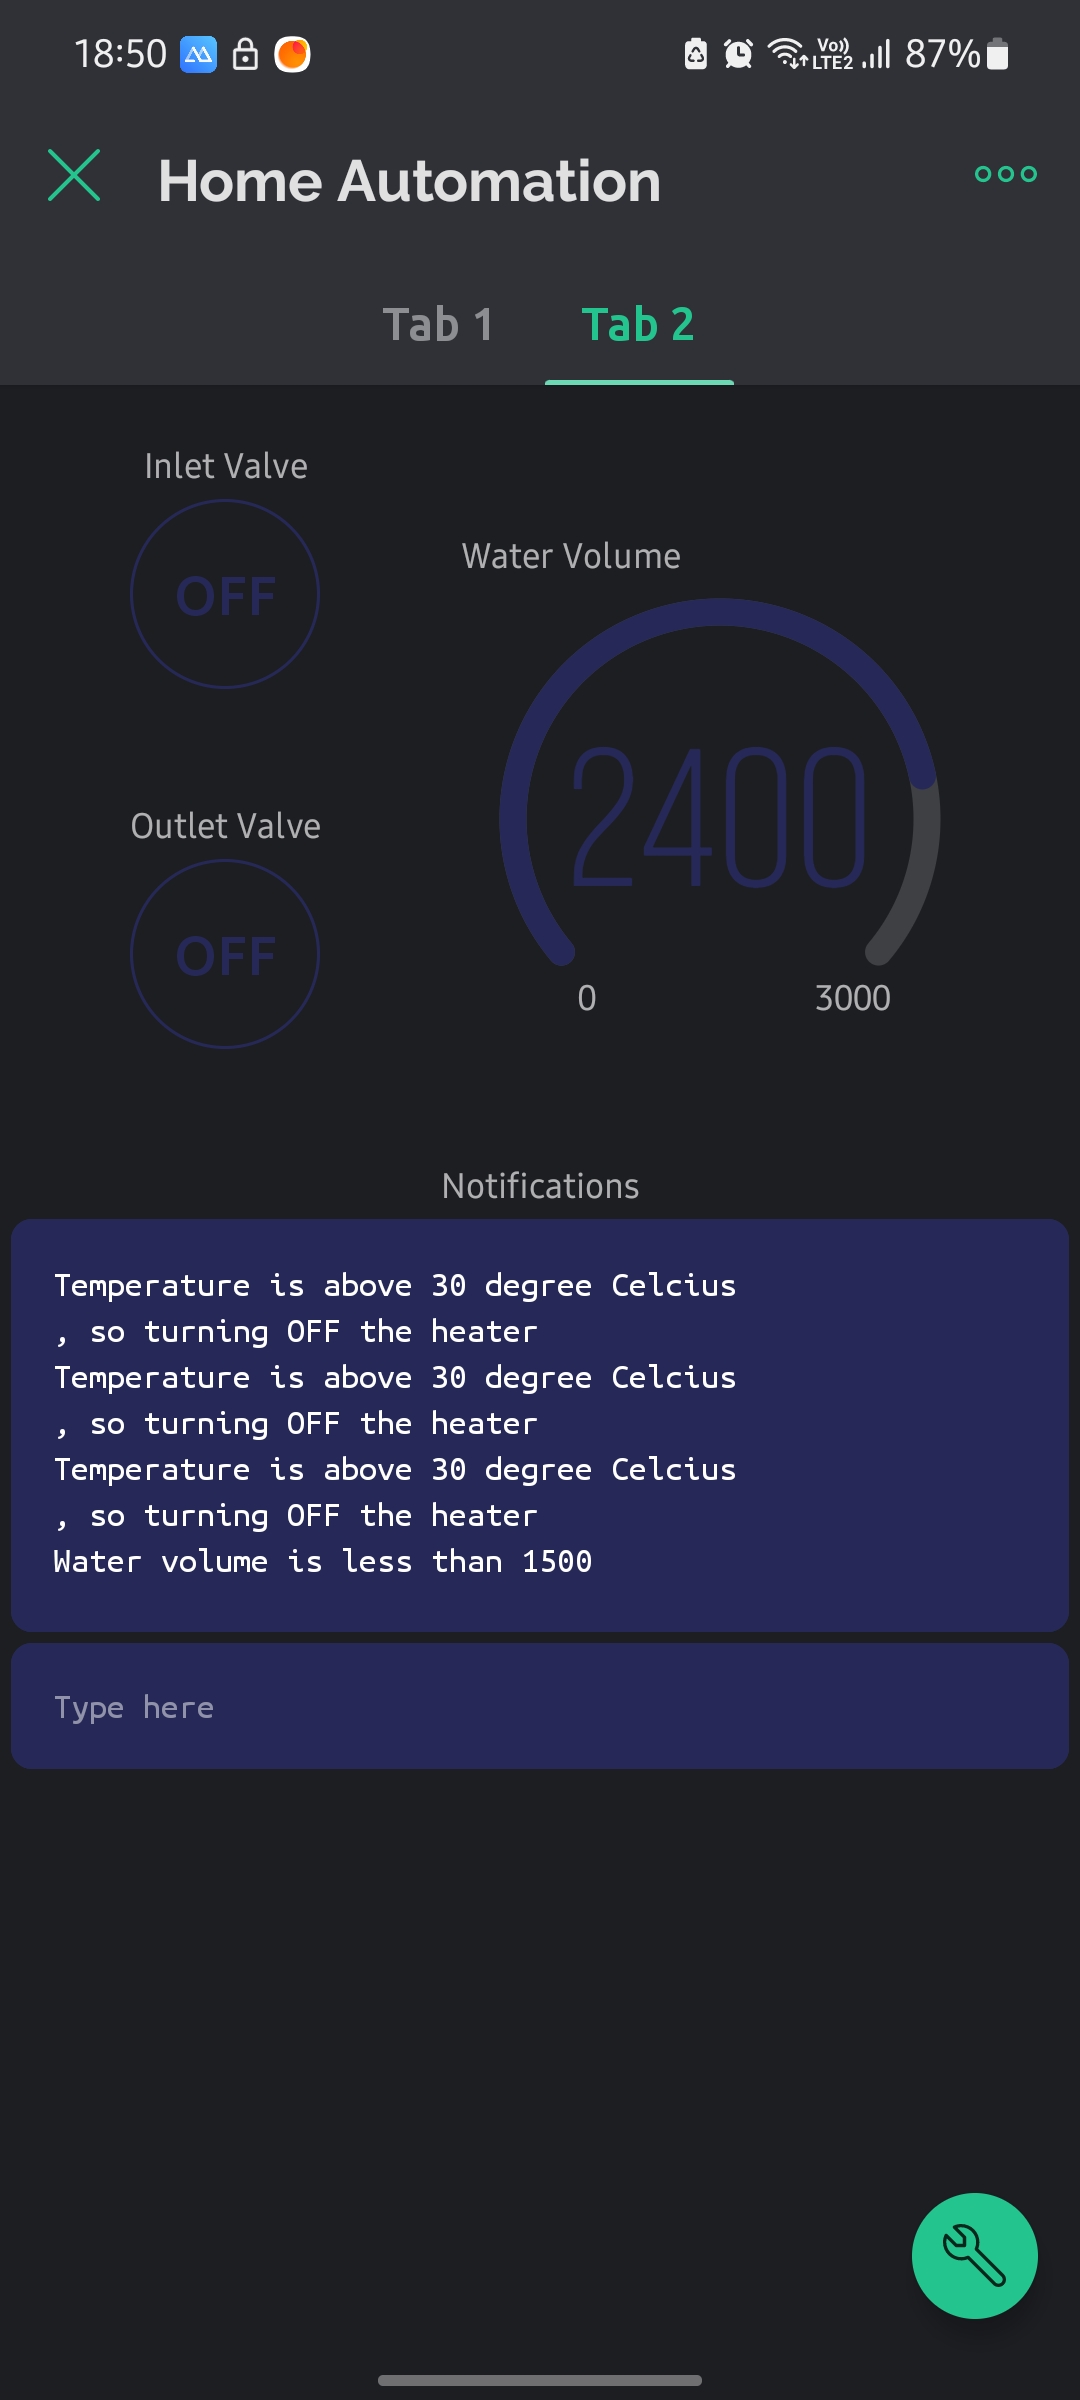 18:50
Vo))
LTE2
87%
Home Automation
Tab 1
Tab 2
Inlet Valve
OFF
Water Volume
2400
0
3000
Outlet Valve
OFF
Notifications
Temperature is above 30 degree Celcius
, so turning OFF the heater
Temperature is above 30 degree Celcius
, so turning OFF the heater
Temperature is above 30 degree Celcius
, so turning OFF the heater
Water volume is less than 1500
Type here